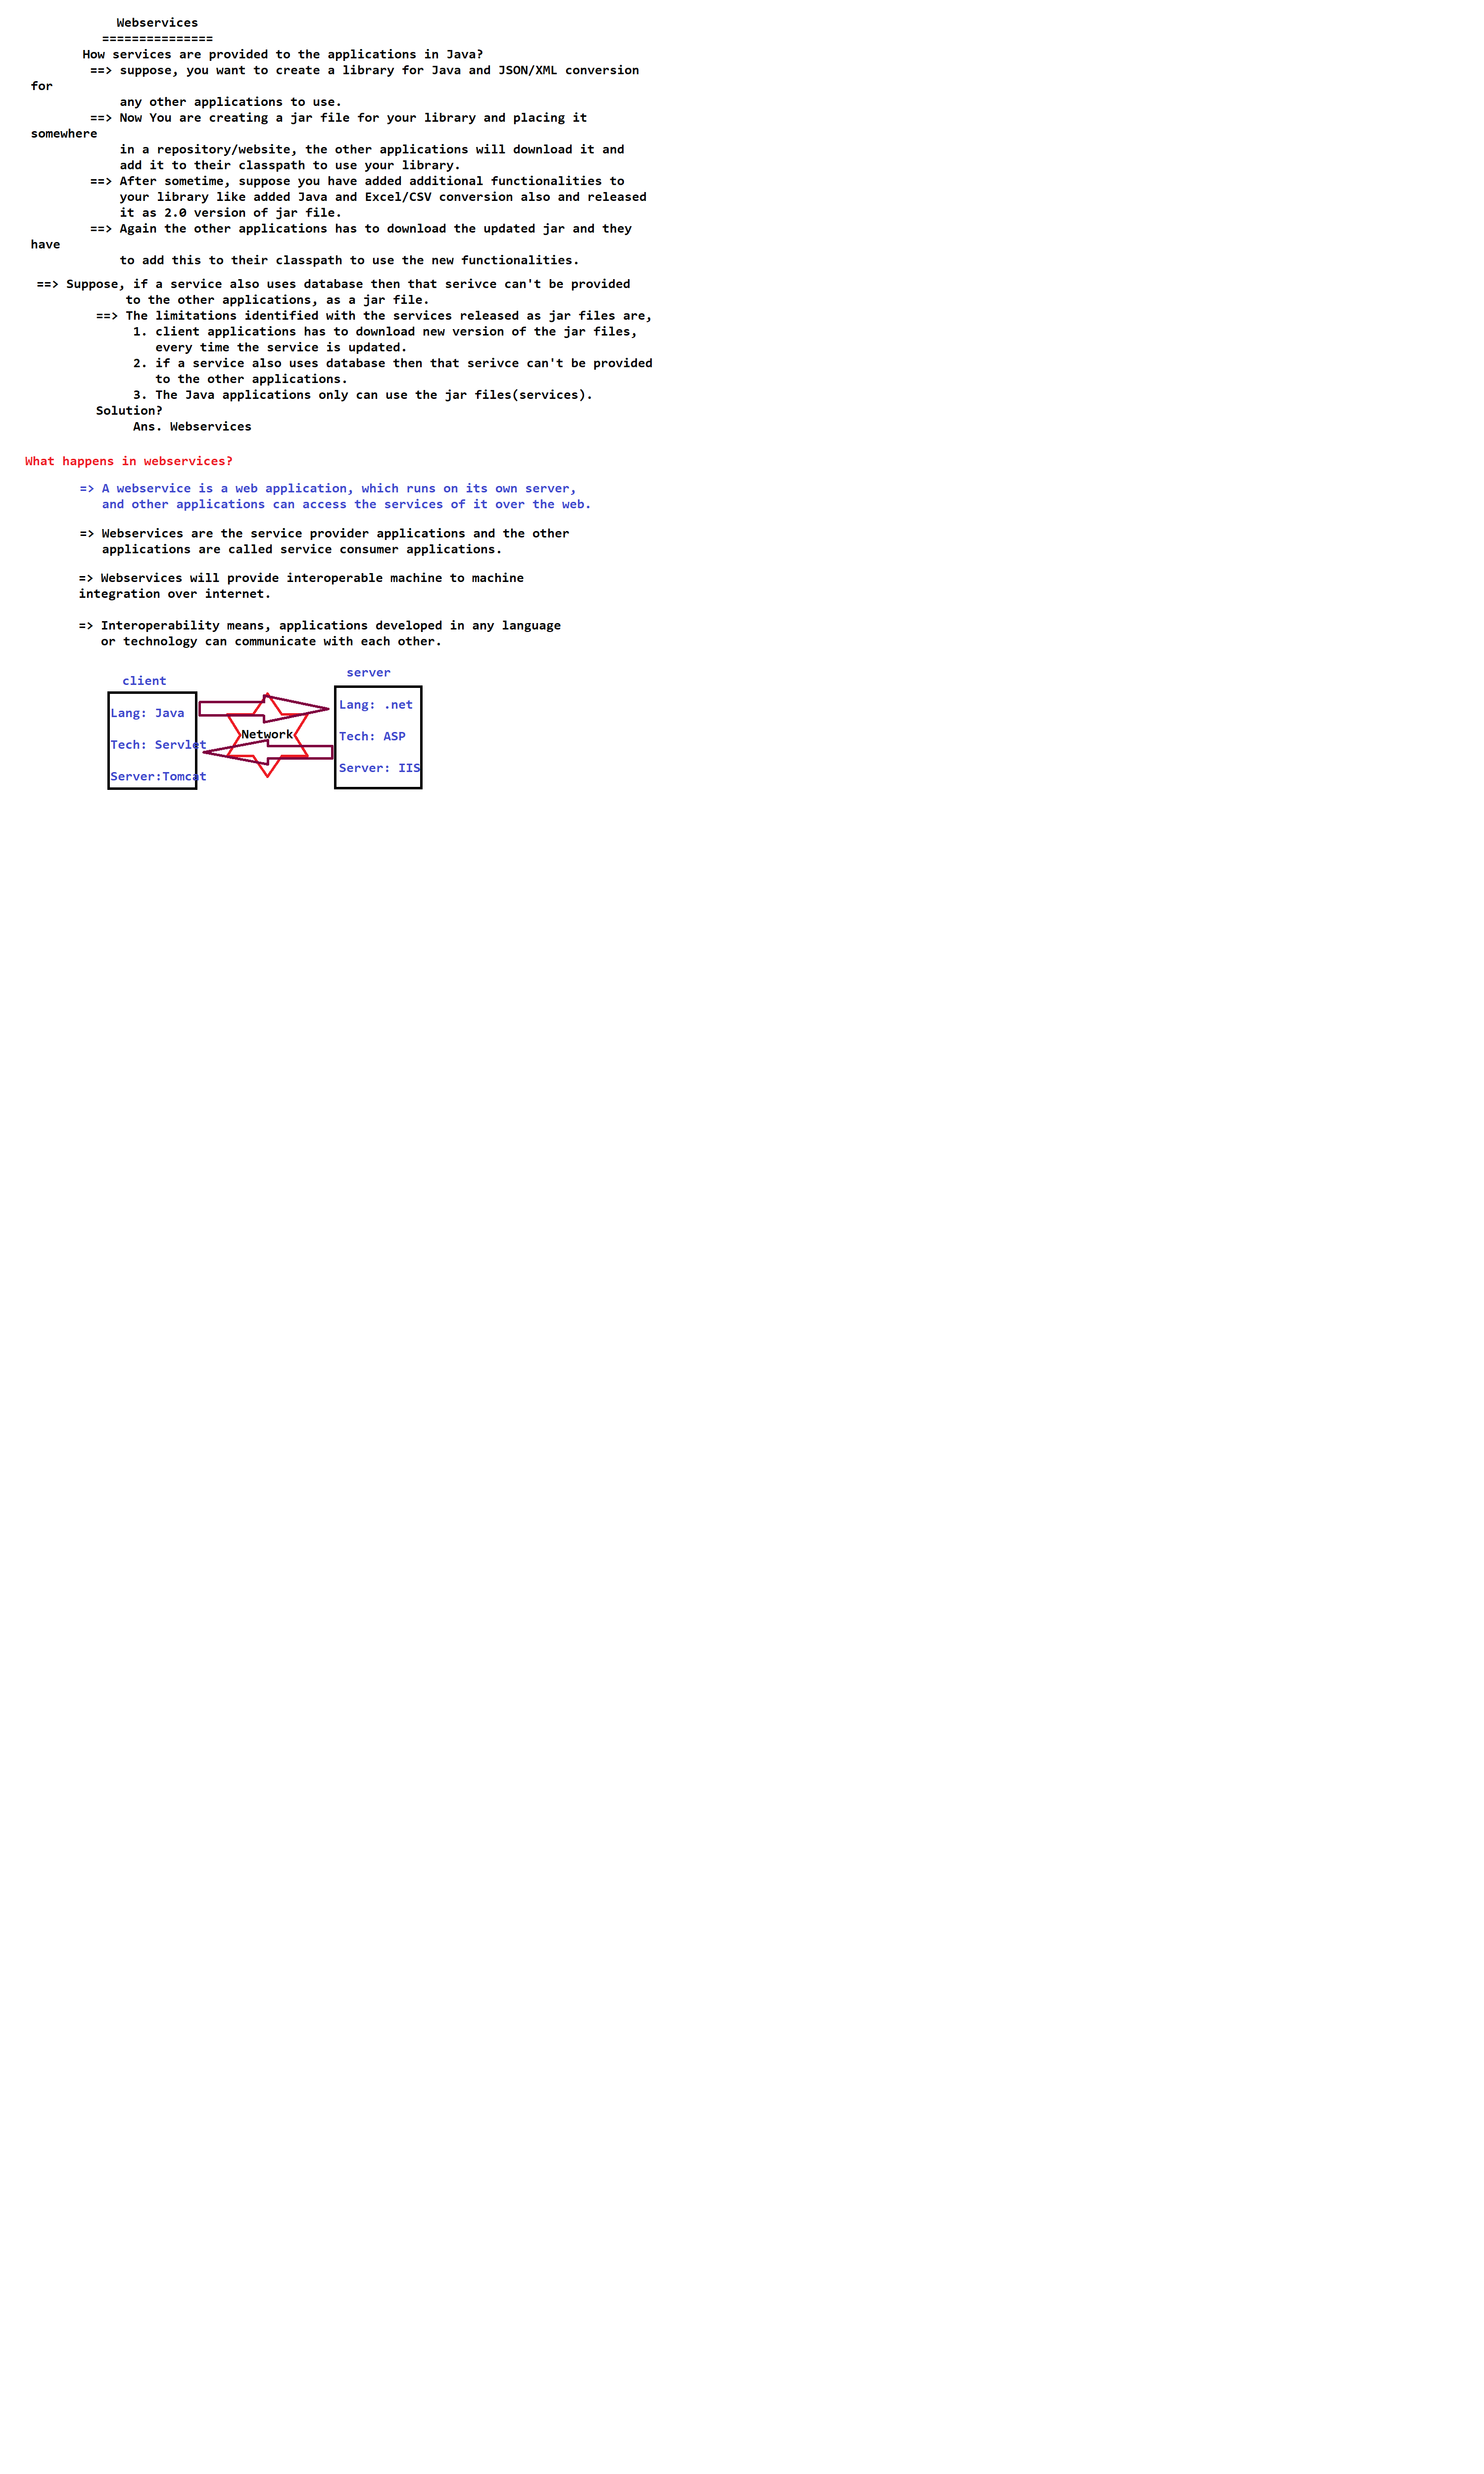 Webservices
===============
How services are provided to the applications in Java?
==> suppose, you want to create a library for Java and JSON/XML conversion
for
any other applications to use.
==> Now You are creating a jar file for your library and placing it
somewhere
in a repository/website, the other applications will download it and
add it to their classpath to use your library.
==> After sometime, suppose you have added additional functionalities to
your library like added Java and Excel/CSV conversion also and released
it as 2.0 version of jar file.
==> Again the other applications has to download the updated jar and they
have
to add this to their classpath to use the new functionalities.
==> Suppose, if a service also uses database then that serivce can't be provided
to the other applications, as a jar file.
==> The limitations identified with the services released as jar files are,
1. client applications has to download new version of the jar files,
every time the service is updated.
2. if a service also uses database then that serivce can't be provided
to the other applications.
3. The Java applications only can use the jar files(services).
Solution?
Ans. Webservices
What happens in webservices?
=> A webservice is a web application, which runs on its own server,
and other applications can access the services of it over the web.
=> Webservices are the service provider applications and the other
applications are called service consumer applications.
=> Webservices will provide interoperable machine to machine
integration over internet.
=> Interoperability means, applications developed in any language
or technology can communicate with each other.
client
Lang: Java
Tech: Servlet
Server:Tomcat
Network
server
Lang: .net
Tech: ASP
Server: IIS